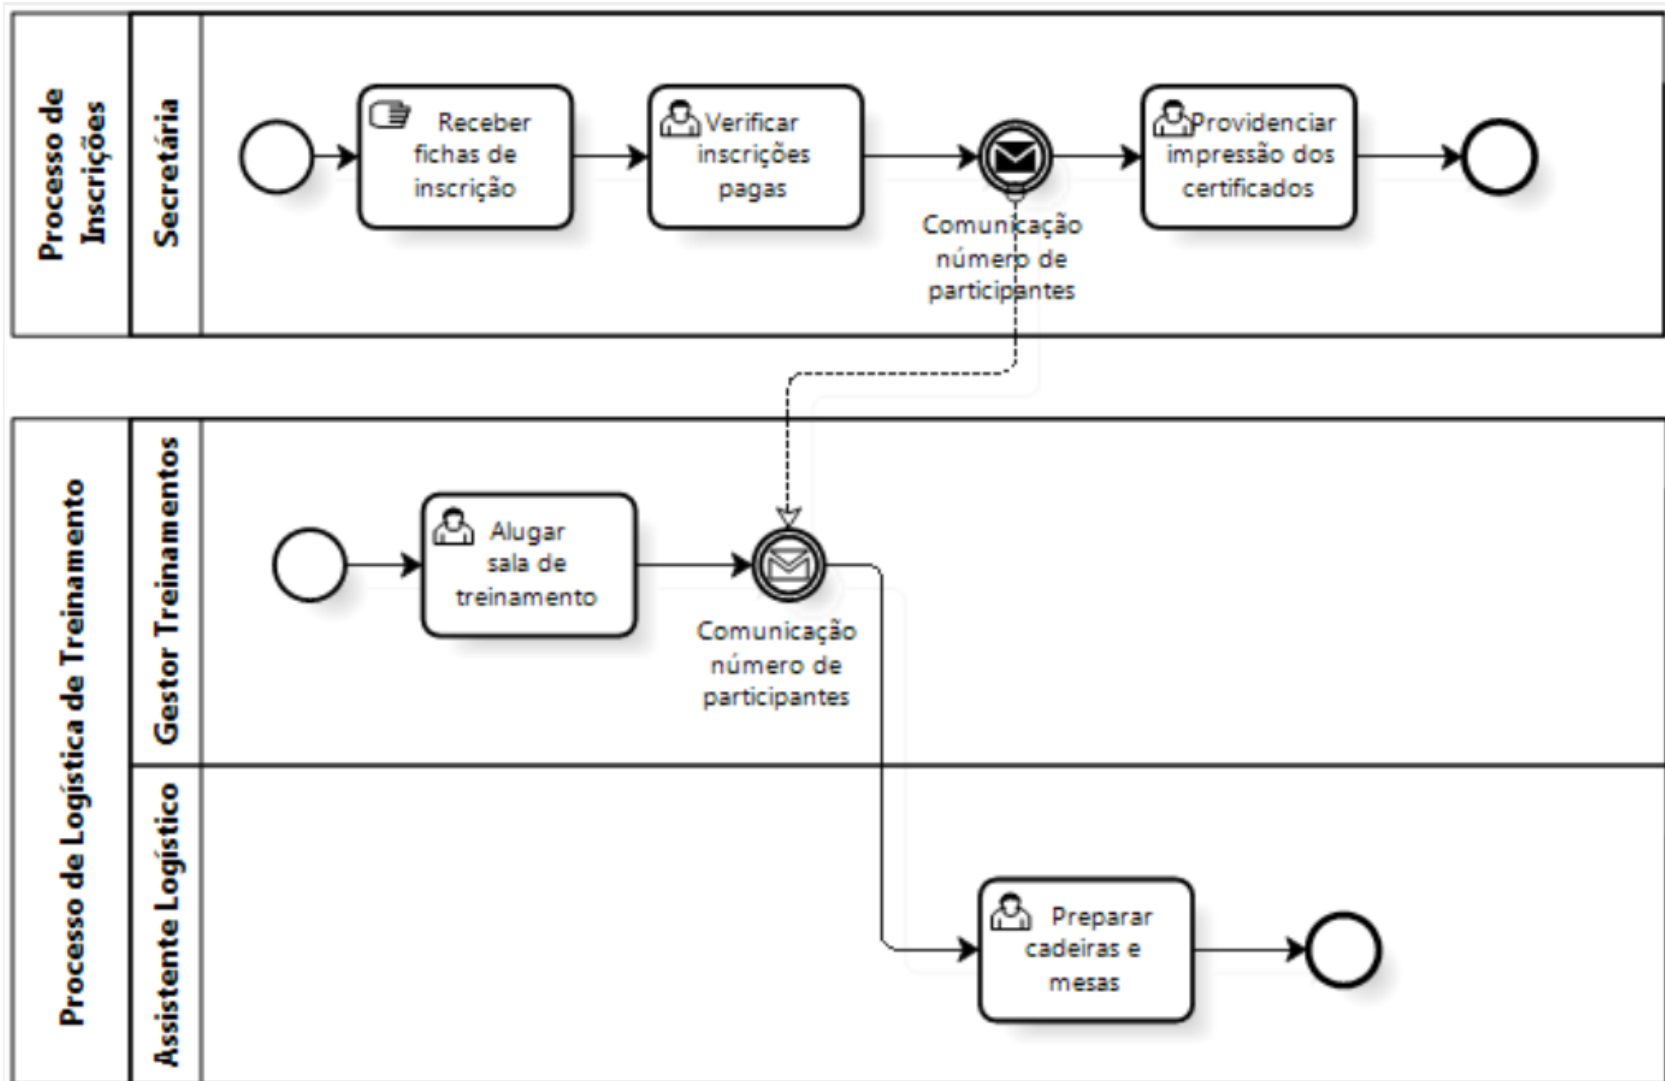 Processo de
Inscrições
Secretária
Receber
fichas de
inscrição
Verificar
inscrições
pagas
Comunicação
número de
participantes
Providenciar
impressão dos
certificados
Processo de Logística de Treinamento
Gestor Treinamentos
Alugar
sala de
treinamento
Comunicação
número de
participantes
Assistente Logístico
Preparar
cadeiras e
mesas